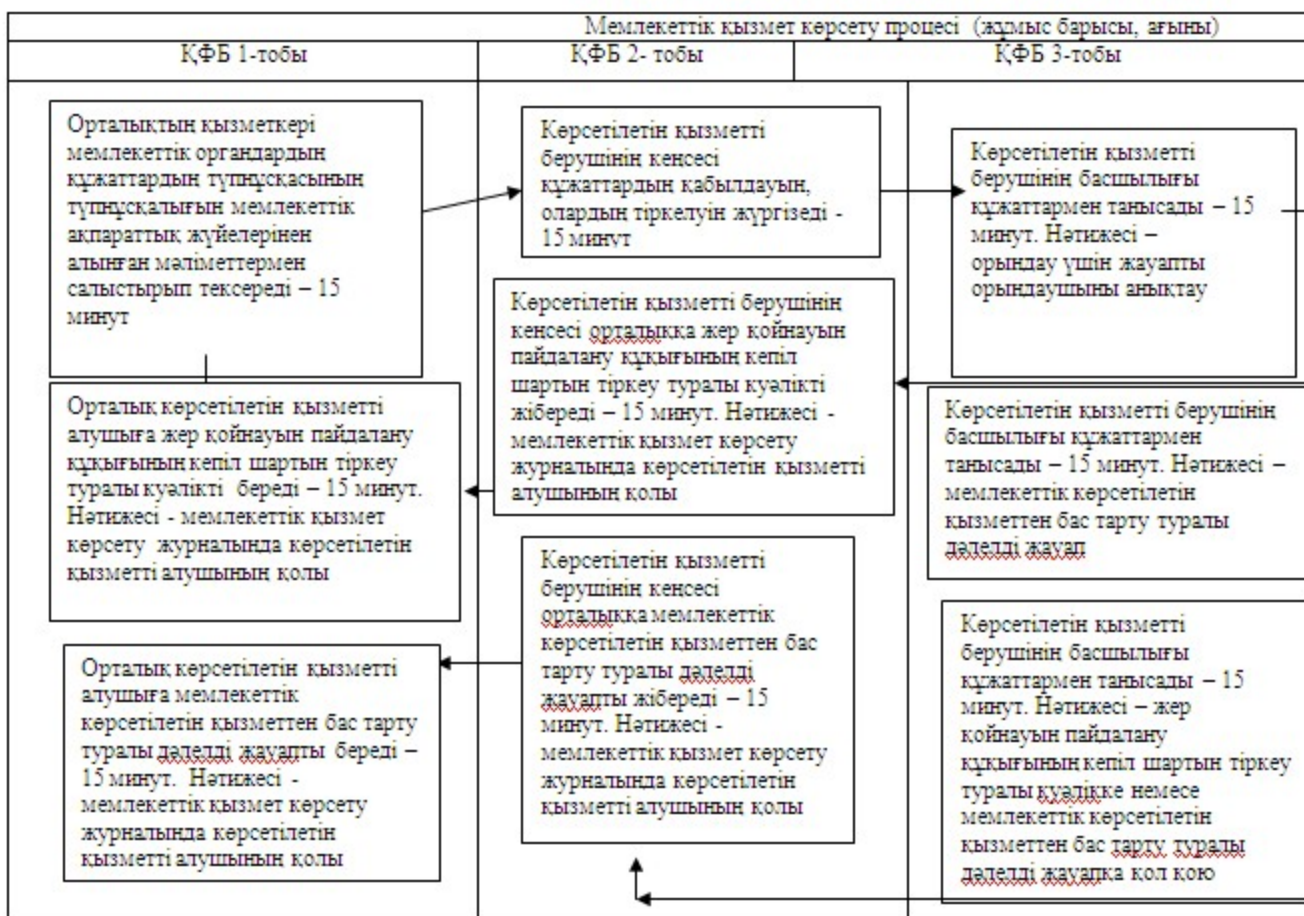 Мемлекеттік қызмет көрсету процесі (жұмыс барысы, ағыны)
ҚФБ 1-тобы
ҚФБ 2- тобы
ҚФБ 3-тобы
Орталықтың қызметкері
мемлекеттік органдардың
құжаттардың түпнұсқасының
түпнұсқалығын мемлекеттік
ақпараттық жүйелерінен
алынған мәліметтермен
салыстырып тексереді – 15
минут
Көрсетілетін қызметті
берушінің кеңсесі
құжаттардың қабылдауын,
олардың тіркелуін жүргізеді -
15 минут
Көрсетілетін қызметті
берушінің басшылығы
құжаттармен танысады – 15
минут. Нәтижесі –
орындау үшін жауапты
орындаушыны анықтау
Көрсетілетін қызметті берушінің
кеңсесі орталыққа жер қойнауын
пайдалану құқығының кепіл
шартын тіркеу туралы куәлікті
жібереді – 15 минут. Нәтижесі -
мемлекеттік қызмет көрсету
журналында көрсетілетін қызметті
алушының қолы
Орталық көрсетілетін қызметті
алушыға жер қойнауын пайдалану
құқығының кепіл шартын тіркеу
туралы куәлікті береді – 15 минут.
Нәтижесі - мемлекеттік қызмет
көрсету журналында көрсетілетін
қызметті алушының қолы
Көрсетілетін қызметті берушінің
басшылығы құжаттармен
танысады – 15 минут. Нәтижесі –
мемлекеттік көрсетілетін
қызметтен бас тарту туралы
дәлелді жауап
Көрсетілетін қызметті
берушінің кеңсесі
орталыққа мемлекеттік
көрсетілетін қызметтен бас
тарту туралы дәлелді
жауапты жібереді – 15
минут. Нәтижесі -
мемлекеттік қызмет көрсету
журналында көрсетілетін
қызметті алушының қолы
Орталық көрсетілетін қызметті
алушыға мемлекеттік
көрсетілетін қызметтен бас тарту
туралы дәлелді жауапты береді –
15 минут. Нәтижесі -
мемлекеттік қызмет көрсету
журналында көрсетілетін
қызметті алушының қолы
Көрсетілетін қызметті
берушінің басшылығы
құжаттармен танысады – 15
минут. Нәтижесі – жер
қойнауын пайдалану
құқығының кепіл шартын тіркеу
туралы куәлікке немесе
мемлекеттік көрсетілетін
қызметтен бас тарту туралы
дәлелді жауапқа қол қою